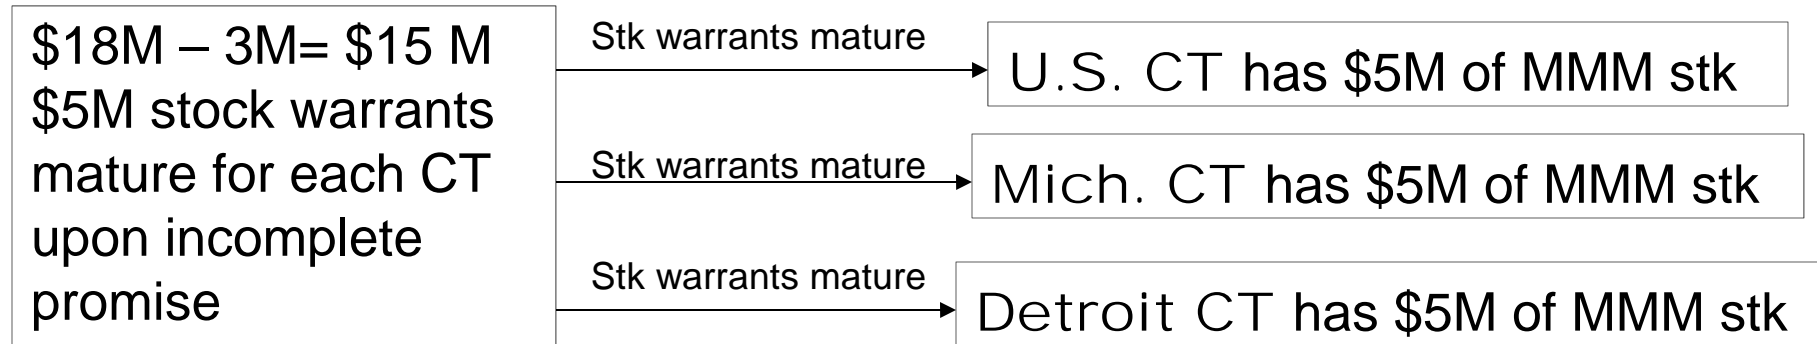 $18M – 3M= $15 M
$5M stock warrants
mature for each CT
upon incomplete
promise
Stk warrants mature
U.S. CT has $5M of MMM stk
Stk warrants mature
Mich. CT has $5M of MMM stk
Stk warrants mature
Detroit CT has $5M of MMM stk